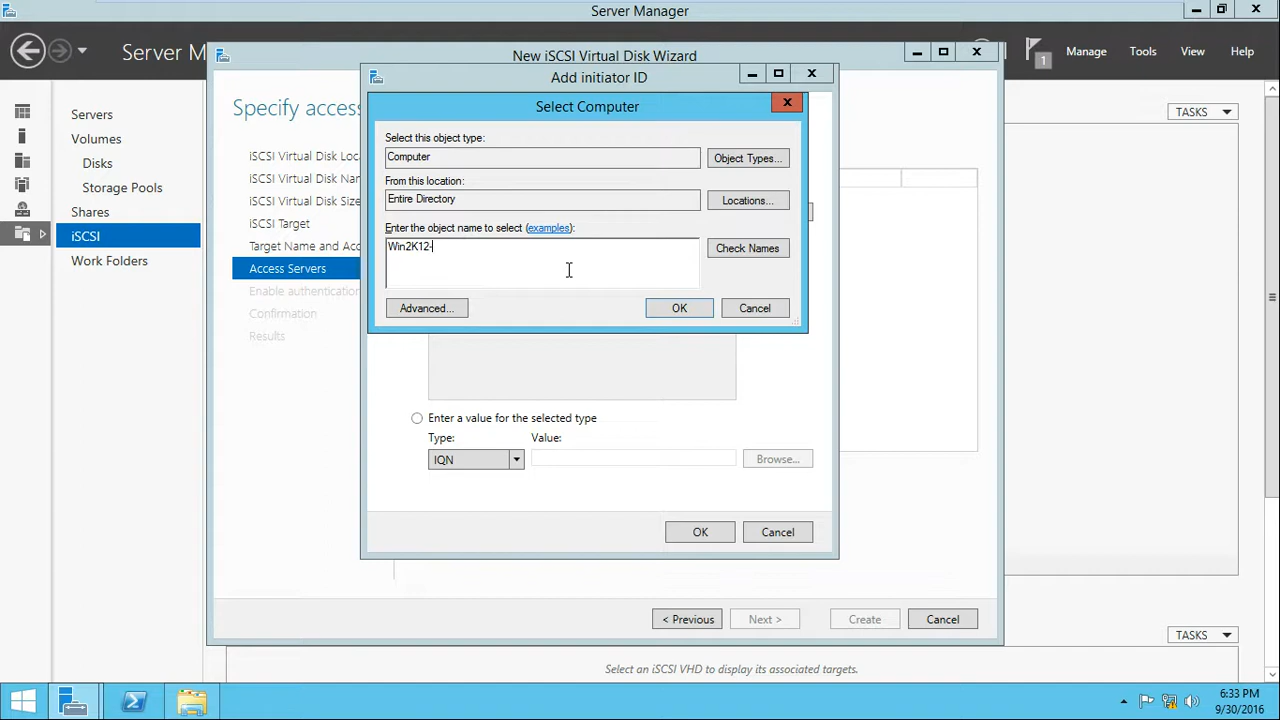 Server Manager
Server M
1
Manage
Tools
View
Help
New iSCSI Virtual Disk Wizard
Add initiator ID
Select Computer
Servers
Volumes
Disks
Storage Pools
Shares
iSCSI
Work Folders
Specify acces
iSCSI Virtual Disk Loca
iSCSI Virtual Disk Nam
iSCSI Virtual Disk Size
iSCSI Target
Target Name and Acc
Access Servers
Enable authentication
Confirmation
Results
Select this object type:
Computer
Object Types...
From this location:
Entire Directory
Locations...
Enter the object name to select (examples):
Win2K12-
Check Names
Advanced...
OK
Cancel
Enter a value for the selected type
Type:
Value:
IQN
Browse...
OK
Cancel
< Previous
Next >
Create
Cancel
TASKS
TASKS
Select an iSCSI VHD to display its associated targets.
6:33 PM
9/30/2016